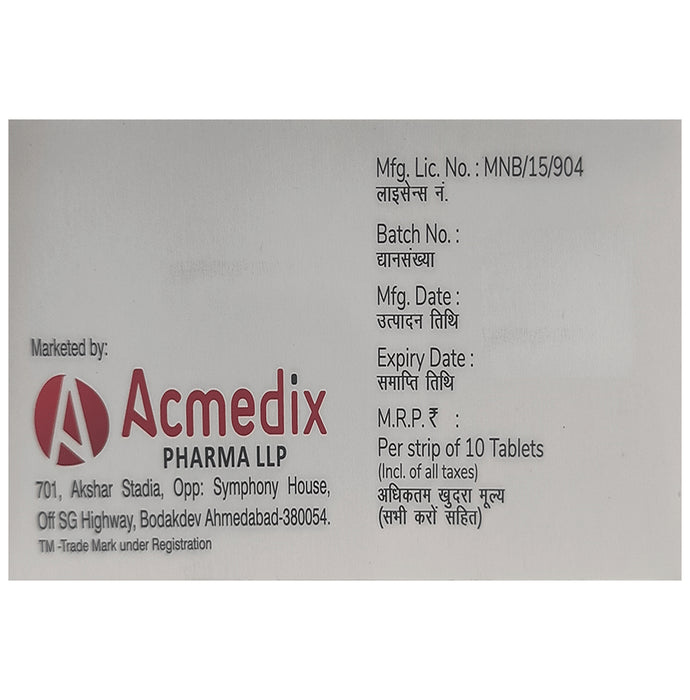 Mfg. Lic. No. : MNB/15/904
लाइसेन्स नं.
Batch No. :
द्यानसंख्या
Mfg. Date :
उत्पादन तिथि
Expiry Date :
समाप्ति तिथि
M.R.P. ₹ :
Per strip of 10 Tablets
(Incl. of all taxes)
अधिकतम खुदरा मूल्य
(सभी करों सहित)
Marketed by:
Acmedix
PHARMA LLP
701, Akshar Stadia, Opp: Symphony House,
Off SG Highway, Bodakdev Ahmedabad-380054.
TM -Trade Mark under Registration